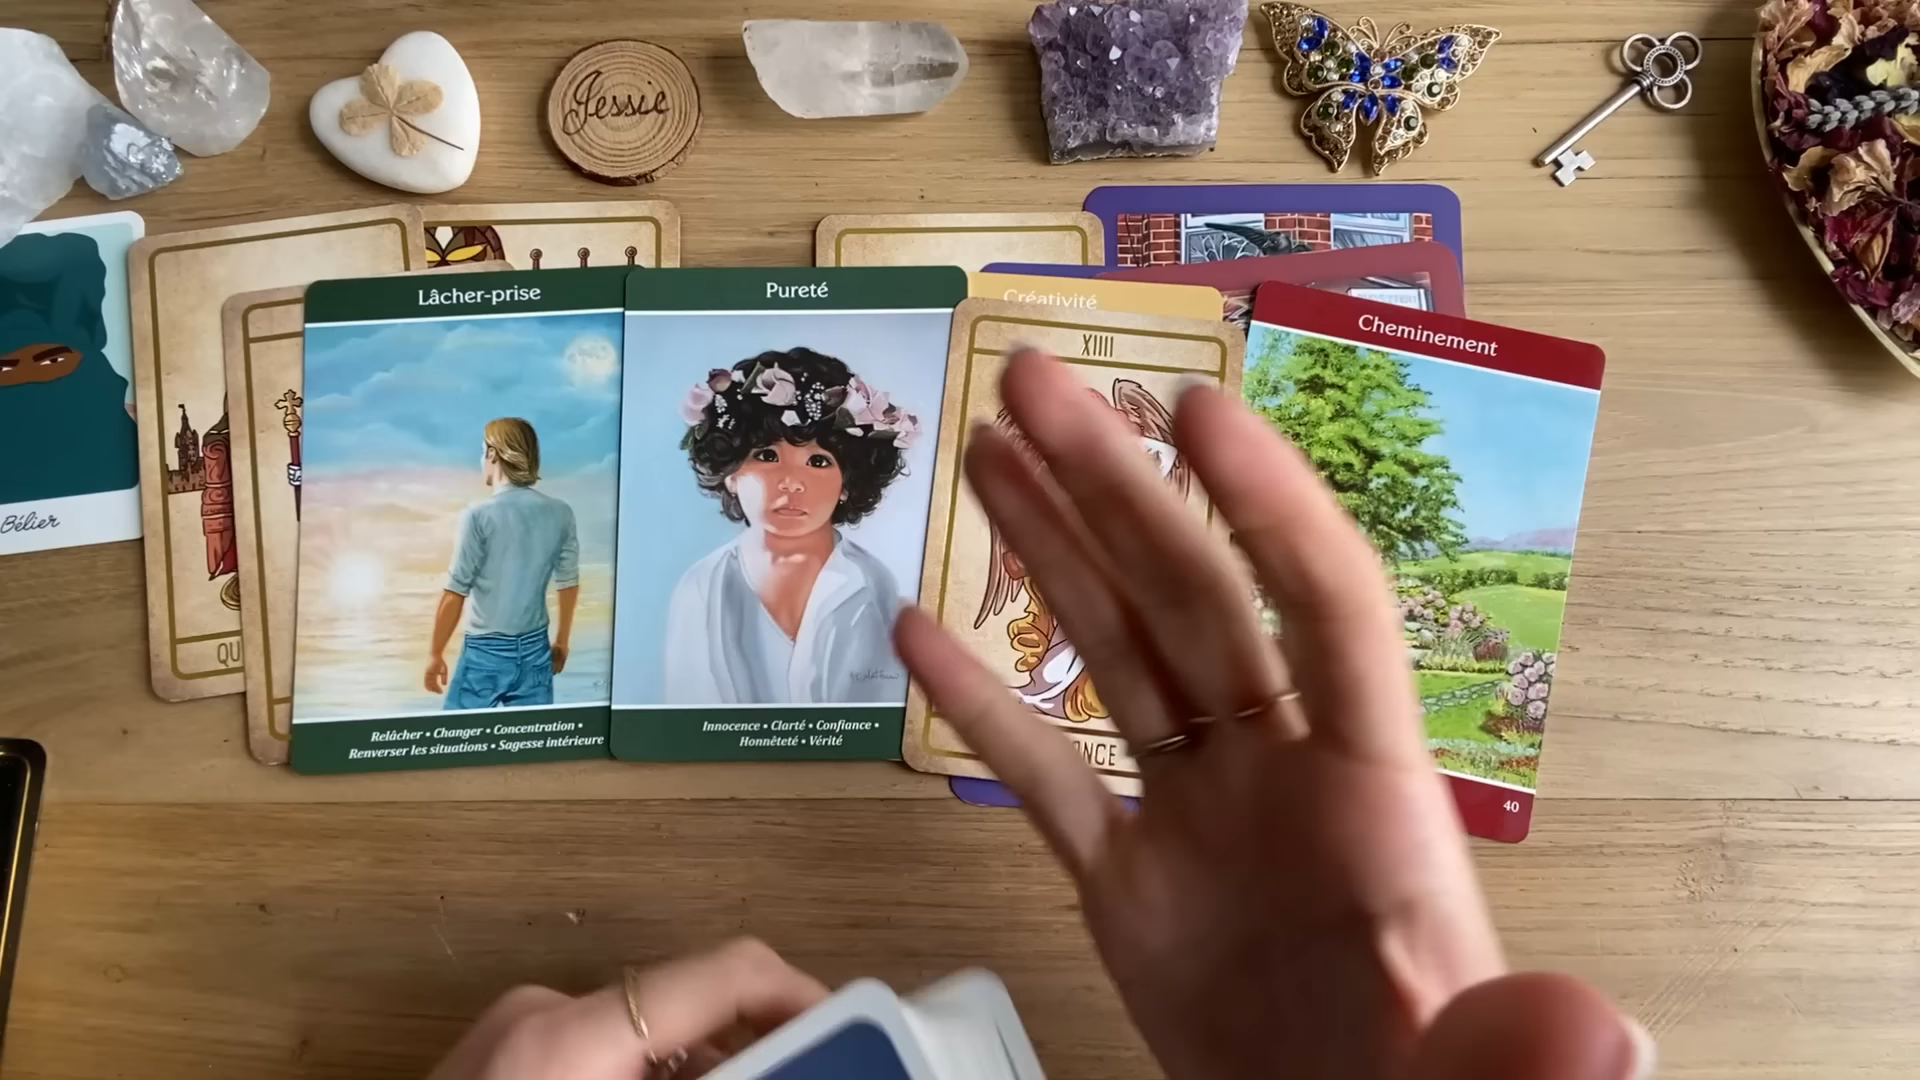 Jessie
Lâcher-prise
Pureté
Créativité
XIIII
Cheminement
Bélier
QU
Relâcher • Changer • Concentration •
Renverser les situations • Sagesse intérieure
Innocence • Clarté • Confiance •
Honnêteté • Vérité
ANCE
40